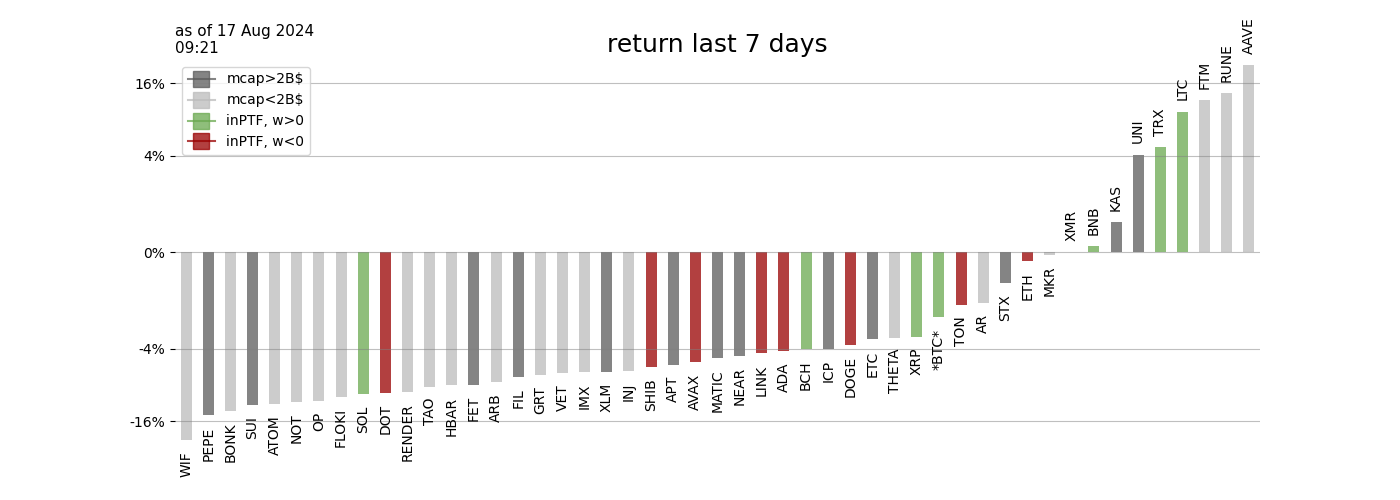 as of 17 Aug 2024
09:21
return last 7 days
mcap>2B$
mcap<2B$
inPTF, w>0
inPTF, w<0
16%
4%
0%
-4%
-16%
WIF
PEPE
BONK
SUI
ATOM
NOT
OP
FLOKI
SOL
DOT
RENDER
TAO
HBAR
FET
ARB
FIL
GRT
VET
IMX
XLM
INJ
SHIB
APT
AVAX
MATIC
NEAR
LINK
ADA
BCH
ICP
DOGE
ETC
THETA
XRP
*BTC*
TON
AR
STX
ETH
MKR
XMR
BNB
KAS
UNI
TRX
LTC
FTM
RUNE
AAVE